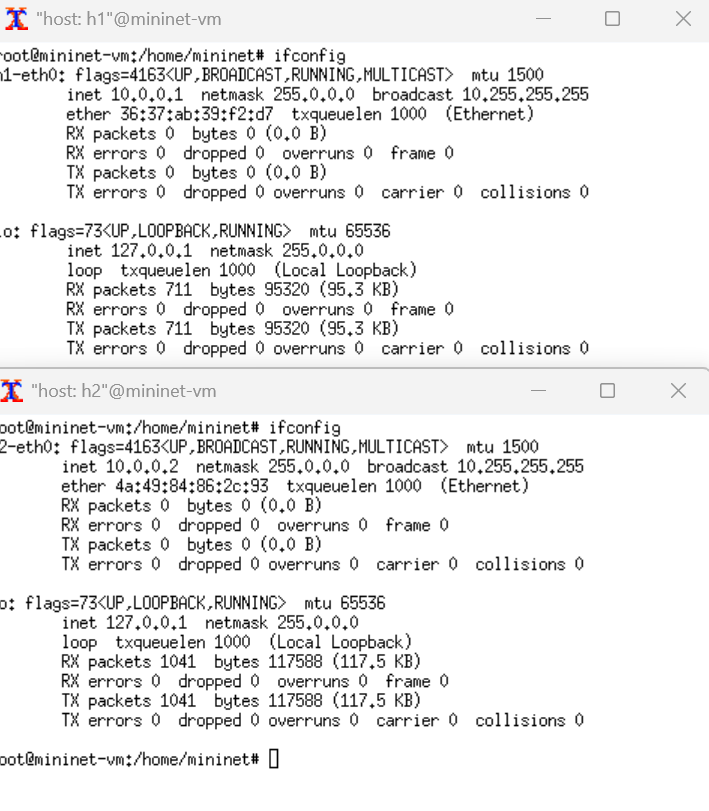 "host: h1"@mininet-vm
root@mininet-vm:/home/mininet# ifconfig
h1-eth0: flags=4163<UP,BROADCAST,RUNNING,MULTICAST>  mtu 1500
inet 10.0.0.1  netmask 255.0.0.0  broadcast 10.255.255.255
ether 36:37:ab:39:f2:d7  txqueuelen 1000  (Ethernet)
RX packets 0  bytes 0 (0.0 B)
RX errors 0  dropped 0  overruns 0  frame 0
TX packets 0  bytes 0 (0.0 B)
TX errors 0  dropped 0 overruns 0  carrier 0  collisions 0
lo: flags=73<UP,LOOPBACK,RUNNING>  mtu 65536
inet 127.0.0.1  netmask 255.0.0.0
loop  txqueuelen 1000  (Local Loopback)
RX packets 711  bytes 95320 (95.3 KB)
RX errors 0  dropped 0  overruns 0  frame 0
TX packets 711  bytes 95320 (95.3 KB)
TX errors 0  dropped 0 overruns 0  carrier 0  collisions 0
"host: h2"@mininet-vm
oot@mininet-vm:/home/mininet# ifconfig
2-eth0: flags=4163<UP,BROADCAST,RUNNING,MULTICAST>  mtu 1500
inet 10.0.0.2  netmask 255.0.0.0  broadcast 10.255.255.255
ether 4a:49:84:86:2c:93  txqueuelen 1000  (Ethernet)
RX packets 0  bytes 0 (0.0 B)
RX errors 0  dropped 0  overruns 0  frame 0
TX packets 0  bytes 0 (0.0 B)
TX errors 0  dropped 0 overruns 0  carrier 0  collisions 0
o: flags=73<UP,LOOPBACK,RUNNING>  mtu 65536
inet 127.0.0.1  netmask 255.0.0.0
loop  txqueuelen 1000  (Local Loopback)
RX packets 1041  bytes 117588 (117.5 KB)
RX errors 0  dropped 0  overruns 0  frame 0
TX packets 1041  bytes 117588 (117.5 KB)
TX errors 0  dropped 0 overruns 0  carrier 0  collisions 0
oot@mininet-vm:/home/mininet#